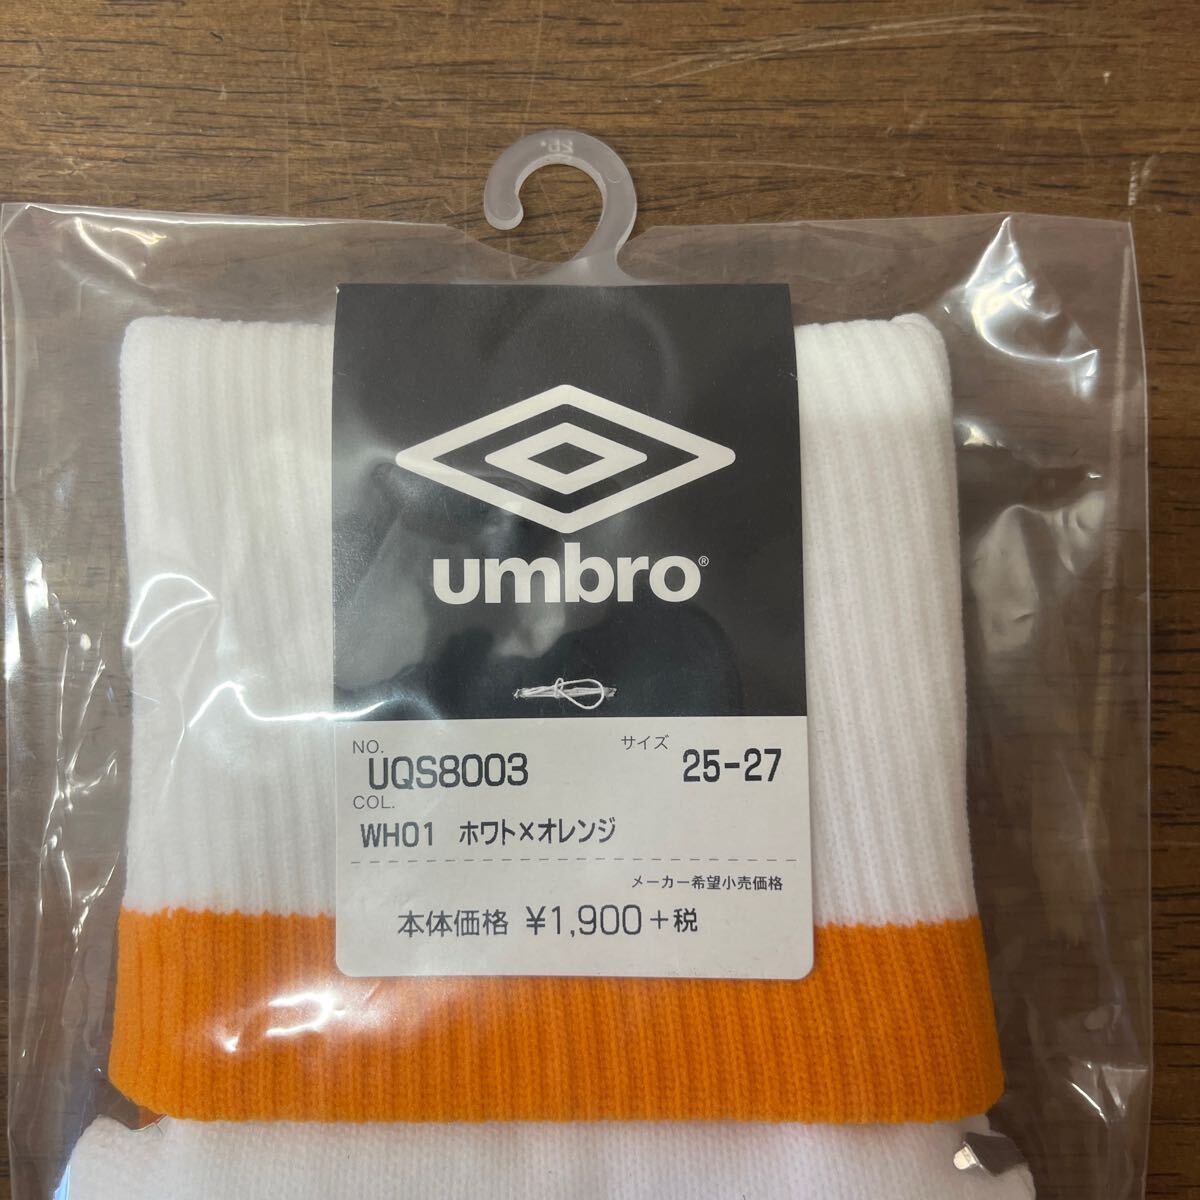 SP.
umbro®
NO.
UQS8003
サイズ
25-27
COL.
WH01 ホワト×オレンジ
メーカー希望小売価格
本体価格 ¥1,900+税